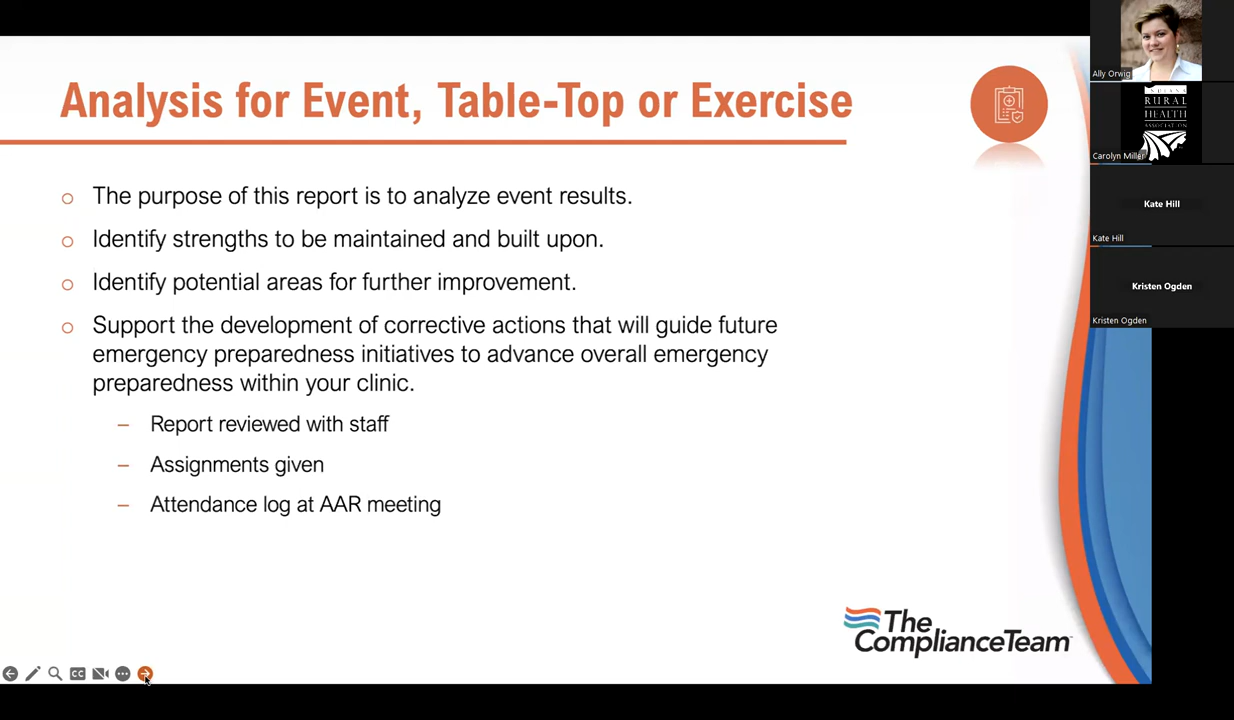 Analysis for Event, Table-Top or Exercise
The purpose of this report is to analyze event results.
Identify strengths to be maintained and built upon.
Identify potential areas for further improvement.
Support the development of corrective actions that will guide future
emergency preparedness initiatives to advance overall emergency
preparedness within your clinic.
– Report reviewed with staff
– Assignments given
– Attendance log at AAR meeting
The
ComplianceTeam
CC
Ally Orwig
INDIANA
RURAL
HEALTH
ASSOCIATION
Carolyn Miller
Kate Hill
Kate Hill
Kristen Ogden
Kristen Ogden